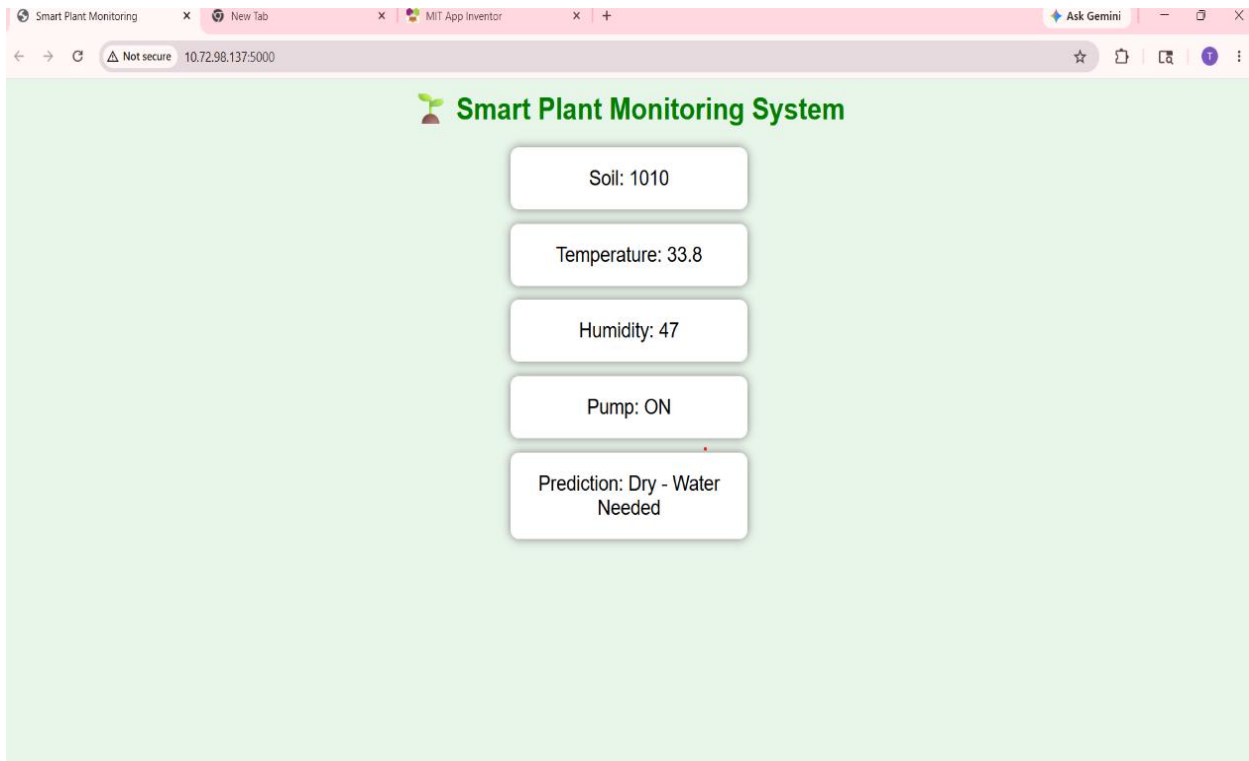 Smart Plant Monitoring
New Tab
MIT App Inventor
Ask Gemini
Not secure 10.72.98.137:5000
T
Smart Plant Monitoring System
Soil: 1010
Temperature: 33.8
Humidity: 47
Pump: ON
Prediction: Dry - Water
Needed